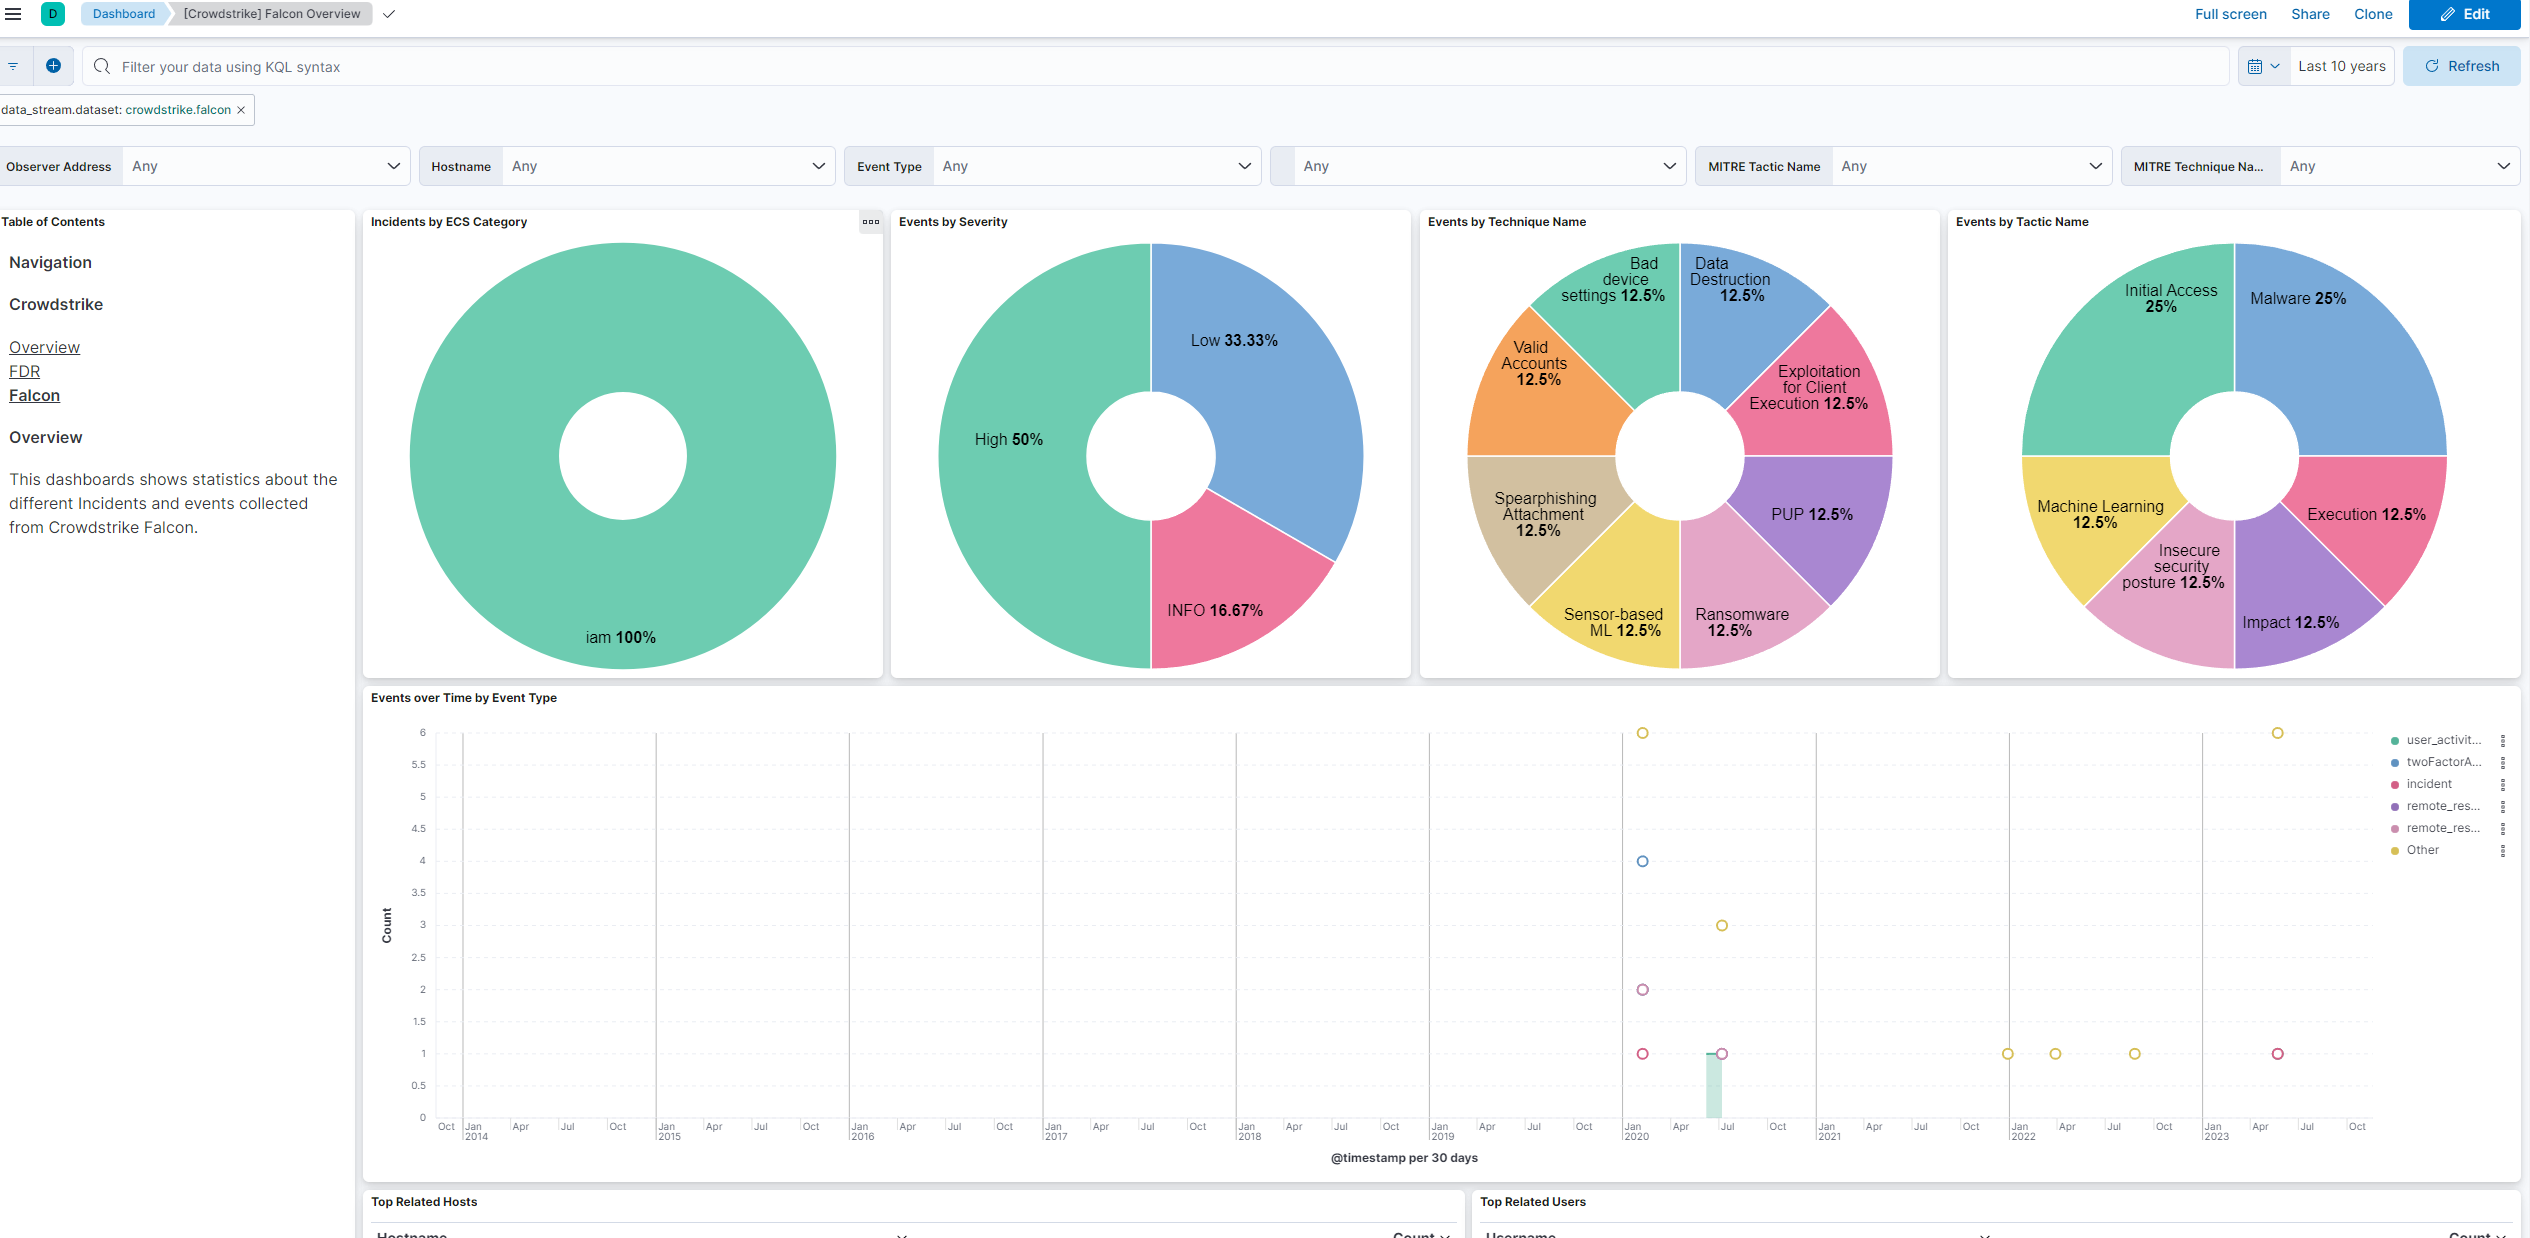 D Dashboard [Crowdstrike] Falcon Overview Full screen Share Clone Edit
Filter your data using KQL syntax Last 10 years Refresh
data_stream.dataset: crowdstrike.falcon ×
Observer Address Any Hostname Any Event Type Any Any MITRE Tactic Name Any MITRE Technique Na... Any
Table of Contents
Navigation
Crowdstrike
Overview
FDR
Falcon
Overview
This dashboards shows statistics about the
different Incidents and events collected
from Crowdstrike Falcon.
Incidents by ECS Category
iam 100%
Events by Severity
Low 33.33%
High 50%
INFO 16.67%
Events by Technique Name
Bad
device
settings 12.5%
Data
Destruction
12.5%
Valid
Accounts
12.5%
Exploitation
for Client
Execution 12.5%
Spearphishing
Attachment
12.5%
PUP 12.5%
Sensor-based
ML 12.5%
Ransomware
12.5%
Events by Tactic Name
Initial Access
25%
Malware 25%
Machine Learning
12.5%
Execution 12.5%
Insecure
security
posture 12.5%
Impact 12.5%
Events over Time by Event Type
Count
6
5.5
5
4.5
4
3.5
3
2.5
2
1.5
1
0.5
0
Oct Jan Apr Jul Oct Jan Apr Jul Oct Jan Apr Jul Oct Jan Apr Jul Oct Jan Apr Jul Oct Jan Apr Jul Oct Jan Apr Jul Oct Jan Apr Jul Oct Jan Apr Jul Oct Jan Apr Jul Oct
2014 2015 2016 2017 2018 2019 2020 2021 2022 2023
@timestamp per 30 days
user_activit...
twoFactorA...
incident
remote_res...
remote_res...
Other
Top Related Hosts
Hostname Count
Top Related Users
Username Count